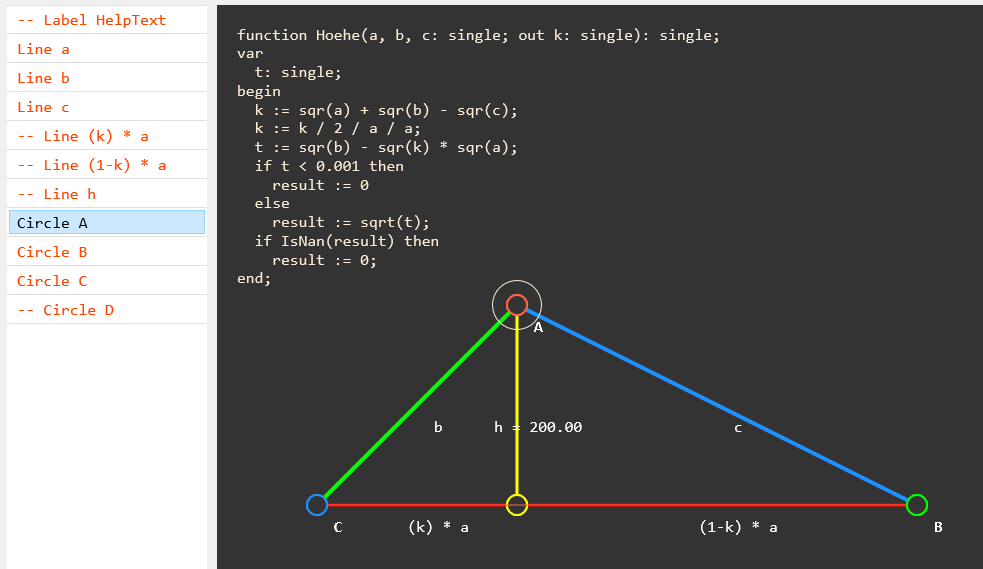 -- Label HelpText
Line a
Line b
Line c
-- Line (k) * a
-- Line (1-k) * a
-- Line h
Circle A
Circle B
Circle C
-- Circle D
function Hoehe(a, b, c: single; out k: single): single;
var
  t: single;
begin
  k := sqr(a) + sqr(b) - sqr(c);
  k := k / 2 / a / a;
  t := sqr(b) - sqr(k) * sqr(a);
  if t < 0.001 then
    result := 0
  else
    result := sqrt(t);
  if IsNan(result) then
    result := 0;
end;
A
b
h = 200.00
c
C
(k) * a
(1-k) * a
B